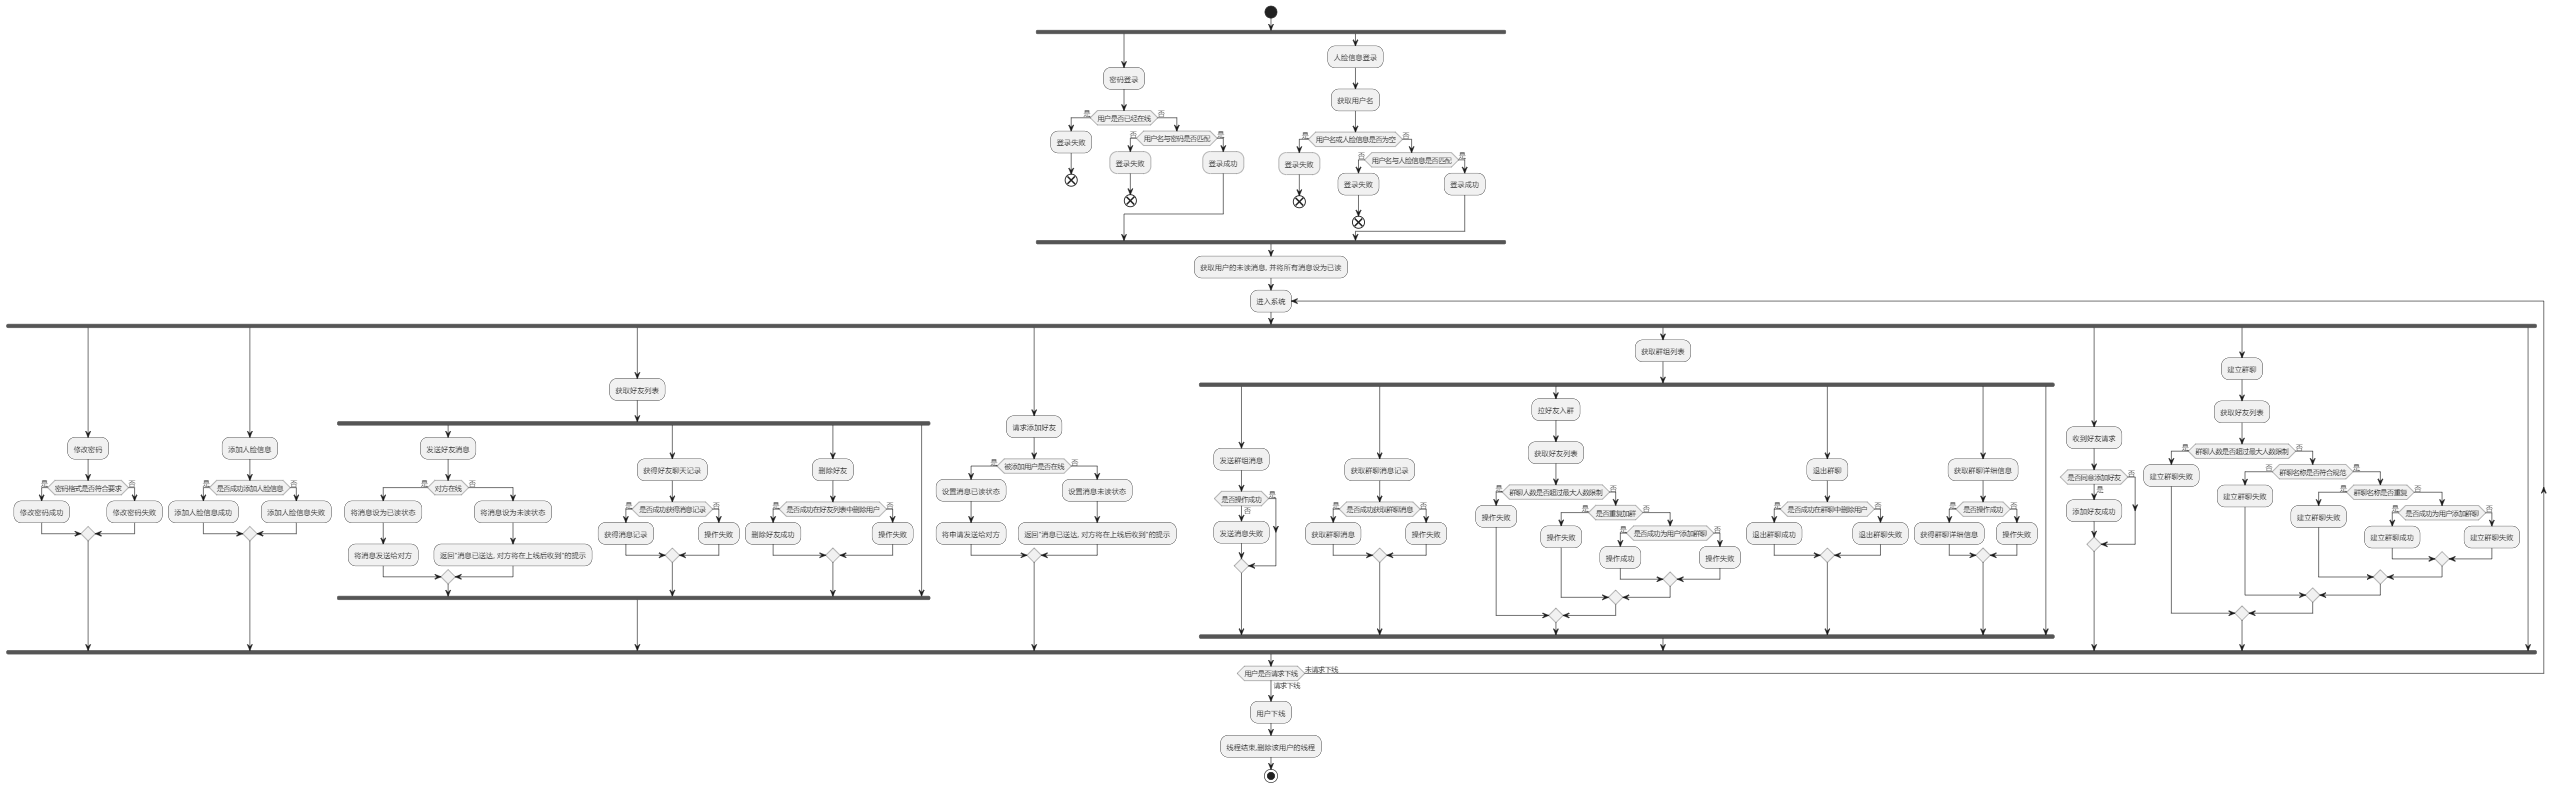 密码登录
用户是否已经在线
是
否
登录失败
用户名与密码是否匹配
否
是
登录失败
登录成功
人脸信息登录
获取用户名
用户名或人脸信息是否为空
是
否
登录失败
用户名与人脸信息是否匹配
否
是
登录失败
登录成功
获取用户的未读消息, 并将所有消息设为已读
进入系统
修改密码
密码格式是否符合要求
是
否
修改密码成功
修改密码失败
添加人脸信息
是否成功添加人脸信息
是
否
添加人脸信息成功
添加人脸信息失败
获取好友列表
发送好友消息
对方在线
是
否
将消息设为已读状态
将消息发送给对方
将消息设为未读状态
返回"消息已送达, 对方将在上线后收到"的提示
获得好友聊天记录
是否成功获得消息记录
是
否
获得消息记录
操作失败
删除好友
是否成功在好友列表中删除用户
是
否
删除好友成功
操作失败
请求添加好友
被添加用户是否在线
是
否
设置消息已读状态
将申请发送给对方
设置消息未读状态
返回"消息已送达, 对方将在上线后收到"的提示
获取群组列表
发送群组消息
是否操作成功
是
否
发送消息失败
获取群聊消息记录
是否成功获取群聊消息
是
否
获取群聊消息
操作失败
拉好友入群
获取好友列表
群聊人数是否超过最大人数限制
是
否
操作失败
是否重复加群
是
否
操作失败
是否成功为用户添加群聊
是
否
操作成功
操作失败
退出群聊
是否成功在群聊中删除用户
是
否
退出群聊成功
退出群聊失败
获取群聊详细信息
是否操作成功
是
否
获得群聊详细信息
操作失败
收到好友请求
是否同意添加好友
否
是
添加好友成功
建立群聊
获取好友列表
群聊人数是否超过最大人数限制
是
否
建立群聊失败
群聊名称是否符合规范
否
是
建立群聊失败
群聊名称是否重复
是
否
建立群聊失败
是否成功为用户添加群聊
是
否
建立群聊成功
建立群聊失败
用户是否请求下线
未请求下线
请求下线
用户下线
线程结束,删除该用户的线程